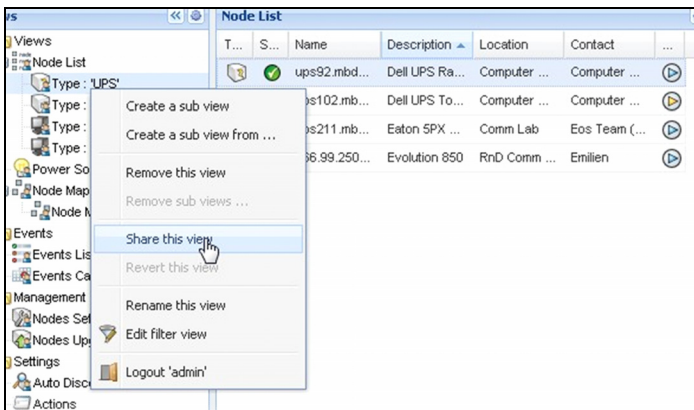 Node List
Views
Node List
Type : 'UPS'
Type :
Type :
Type :
Power So
Node Map
Node M
Events
Events Lis
Events Ca
Management
Nodes Set
Nodes Upg
Settings
Auto Disc
Actions
Create a sub view
Create a sub view from ...
Remove this view
Remove sub views ...
Share this view
Revert this view
Rename this view
Edit filter view
Logout 'admin'
T... S... Name Description Location Contact ...
ups92.mbd... Dell UPS Ra... Computer ... Computer ...
s102.mb... Dell UPS To... Computer ... Computer ...
s211.mb... Eaton 5PX ... Comm Lab Eos Team (...
6.99.250... Evolution 850 RnD Comm ... Emilien